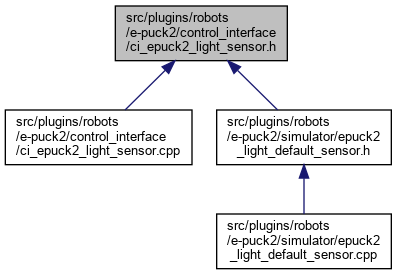 src/plugins/robots
/e-puck2/control_interface
/ci_epuck2_light_sensor.h
src/plugins/robots
/e-puck2/control_interface
/ci_epuck2_light_sensor.cpp
src/plugins/robots
/e-puck2/simulator/epuck2
_light_default_sensor.h
src/plugins/robots
/e-puck2/simulator/epuck2
_light_default_sensor.cpp